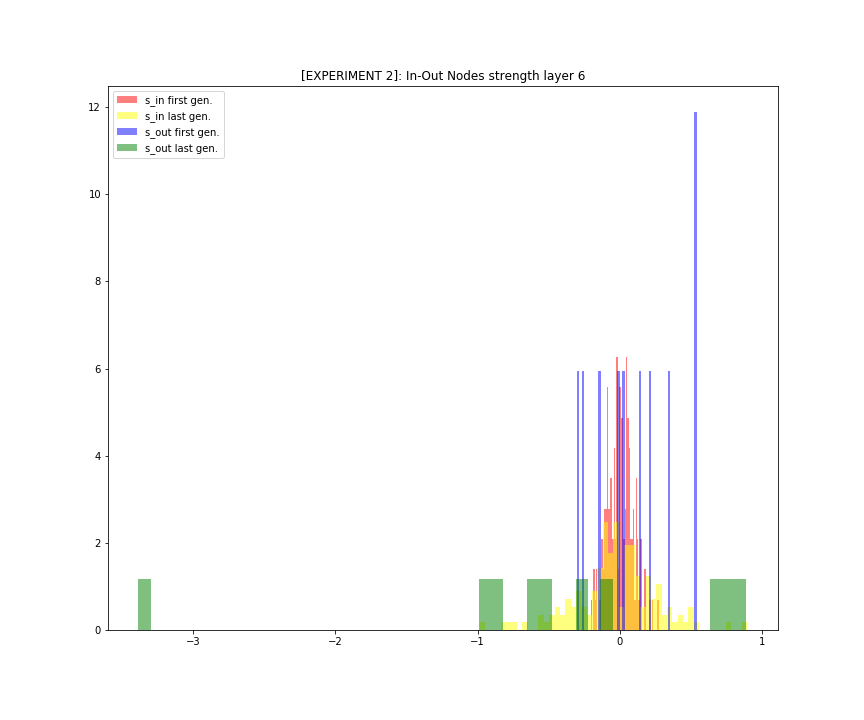 [EXPERIMENT 2]: In-Out Nodes strength layer 6
s_in first gen.
s_in last gen.
s_out first gen.
s_out last gen.
12
10
8
6
4
2
0
−3
−2
−1
0
1